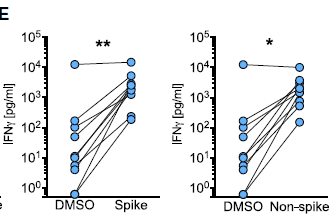 E
**
*
IFNγ [pg/ml]
10⁵
10⁴
10³
10²
10¹
10⁰
DMSO Spike
IFNγ [pg/ml]
10⁵
10⁴
10³
10²
10¹
10⁰
DMSO Non-spike